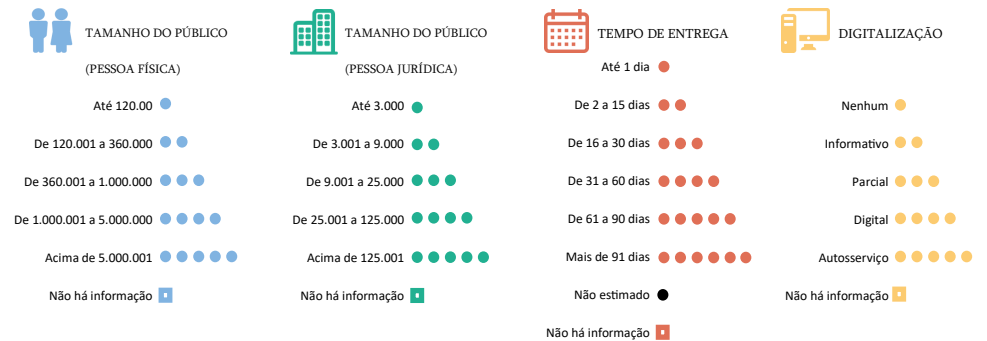 TAMANHO DO PÚBLICO
(PESSOA FÍSICA)
Até 120.00
De 120.001 a 360.000
De 360.001 a 1.000.000
De 1.000.001 a 5.000.000
Acima de 5.000.001
Não há informação
TAMANHO DO PÚBLICO
(PESSOA JURÍDICA)
Até 3.000
De 3.001 a 9.000
De 9.001 a 25.000
De 25.001 a 125.000
Acima de 125.001
Não há informação
TEMPO DE ENTREGA
Até 1 dia
De 2 a 15 dias
De 16 a 30 dias
De 31 a 60 dias
De 61 a 90 dias
Mais de 91 dias
Não estimado
Não há informação
DIGITALIZAÇÃO
Nenhum
Informativo
Parcial
Digital
Autosserviço
Não há informação